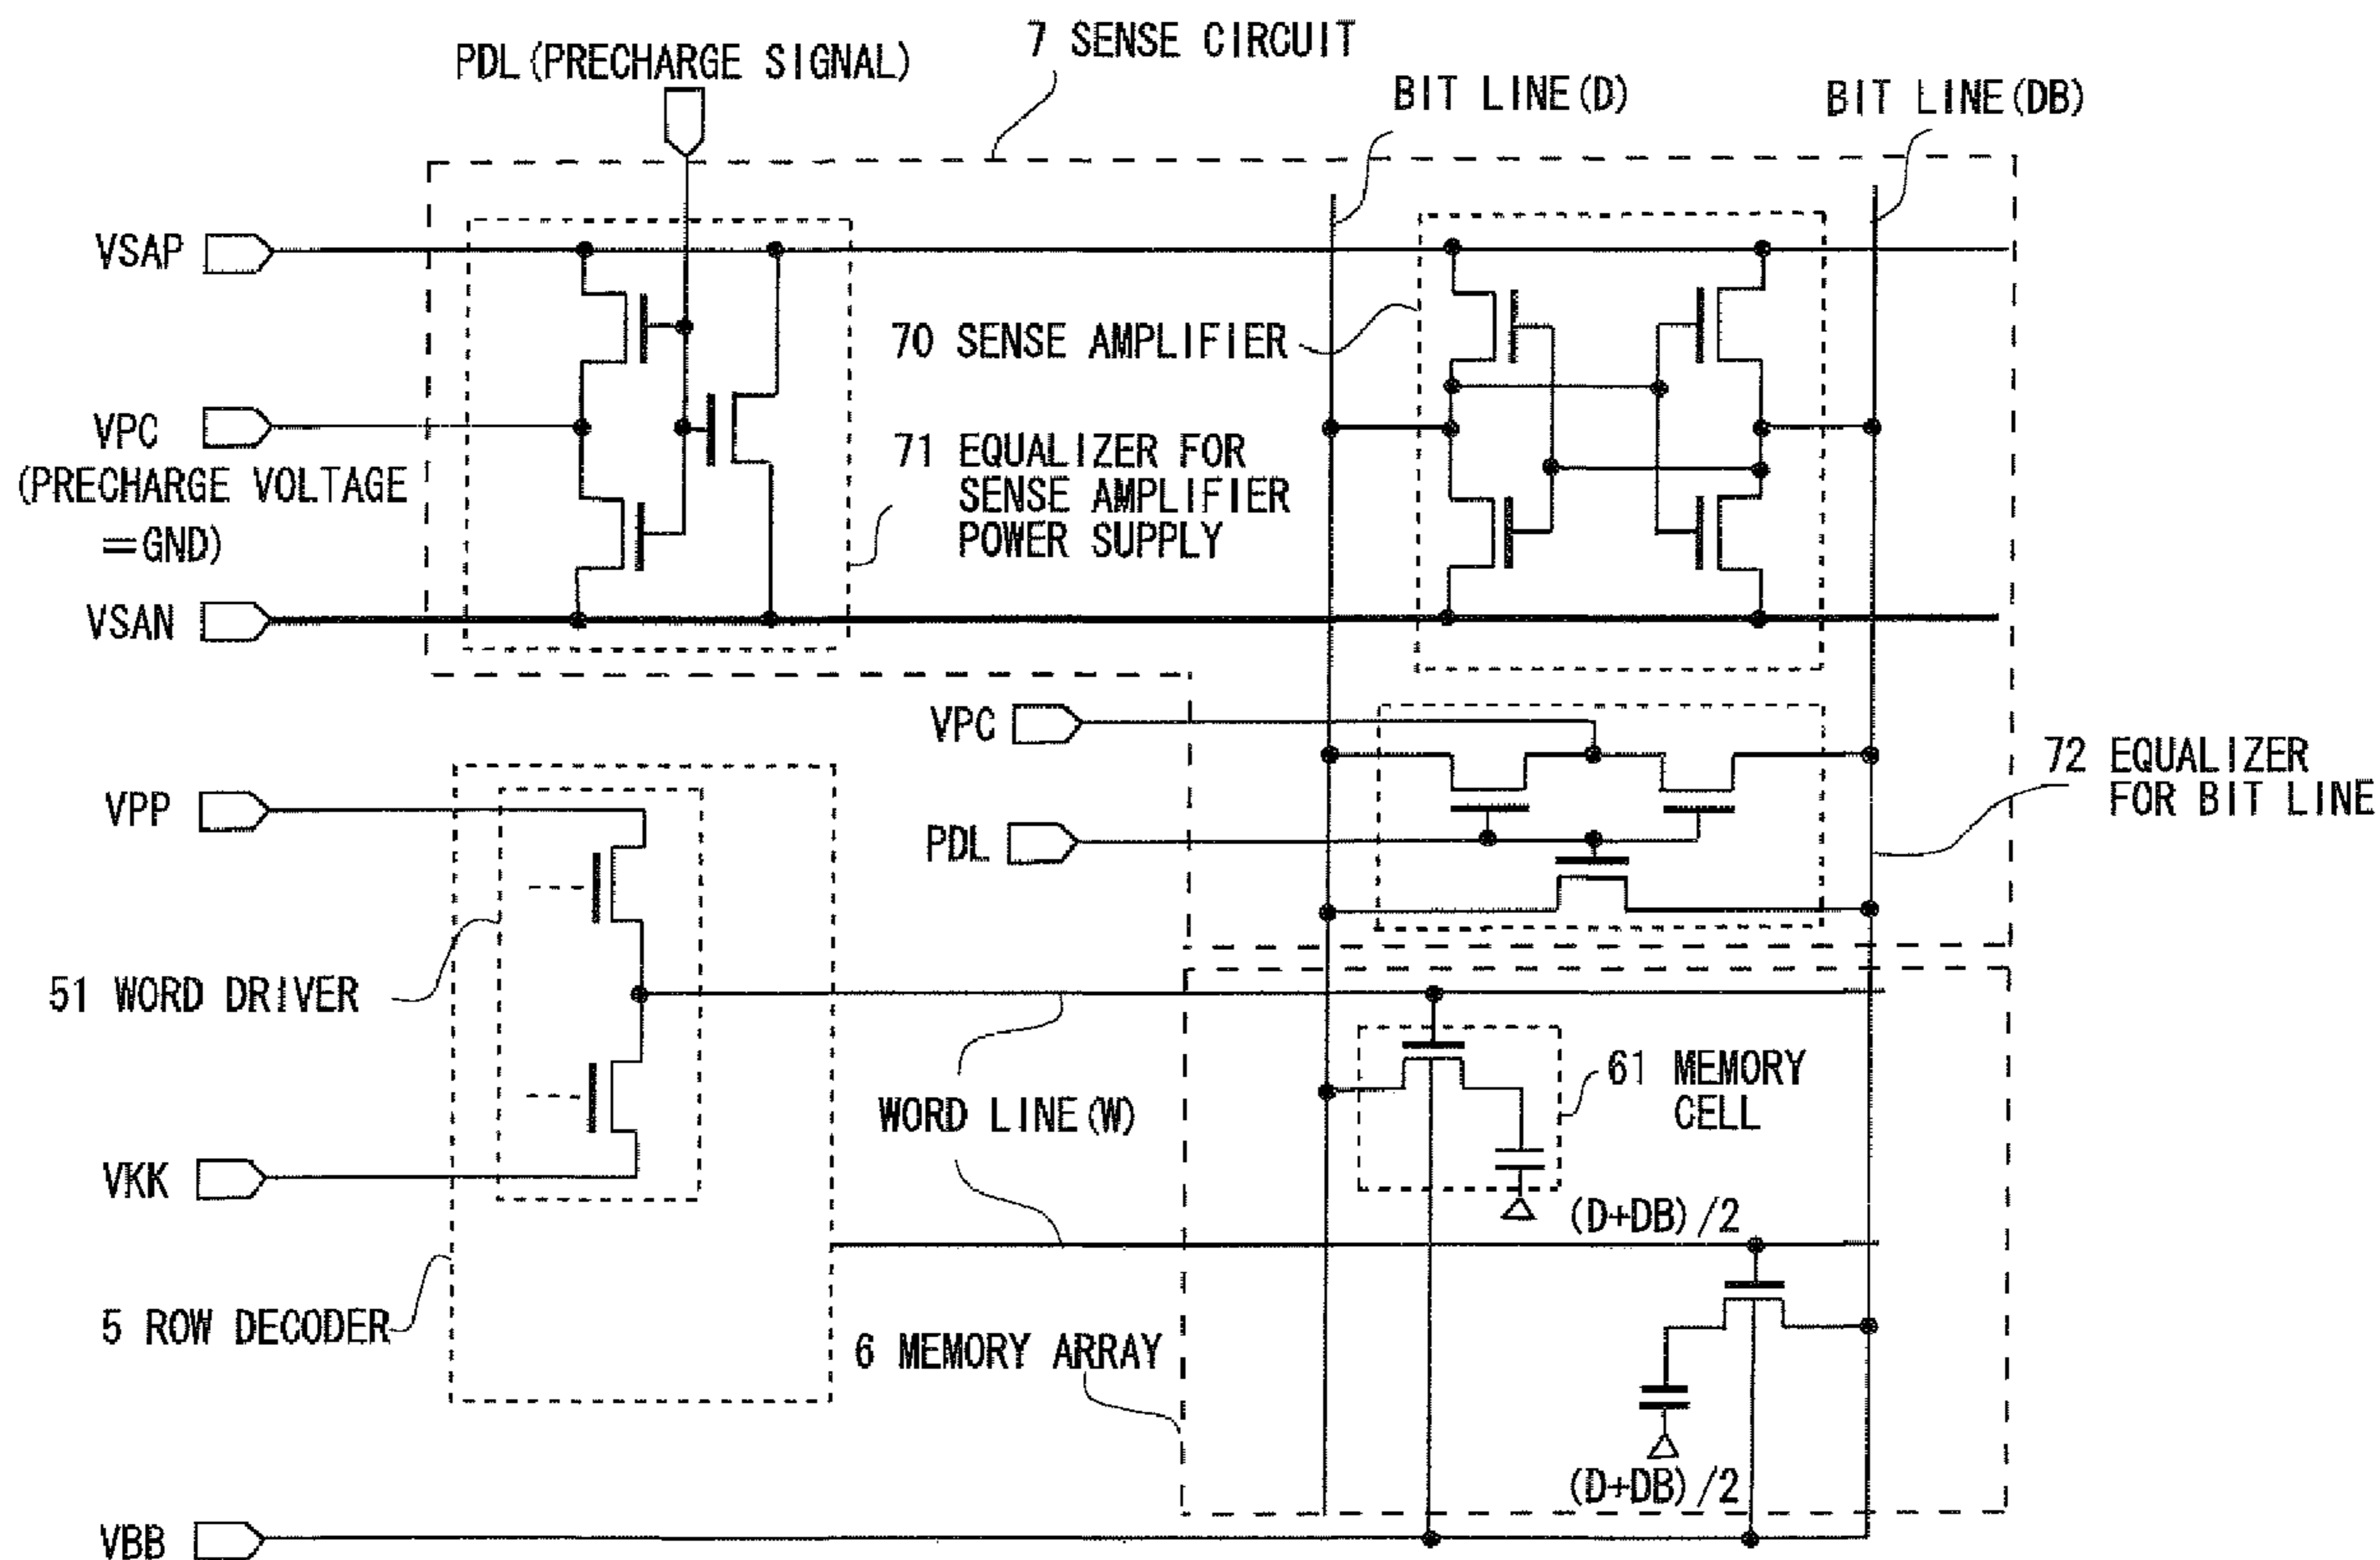 7 SENSE CIRCUIT
PDL(PRECHARGE SIGNAL)
BIT LINE(D)
BIT LINE(DB)
VSAP
70 SENSE AMPLIFIER
VPC
(PRECHARGE VOLTAGE
=GND)
71 EQUALIZER FOR
SENSE AMPLIFIER
POWER SUPPLY
VSAN
VPC
72 EQUALIZER
FOR BIT LINE
VPP
PDL
51 WORD DRIVER
61 MEMORY
CELL
WORD LINE(W)
VKK
(D+DB)/2
5 ROW DECODER
6 MEMORY ARRAY
(D+DB)/2
VBB